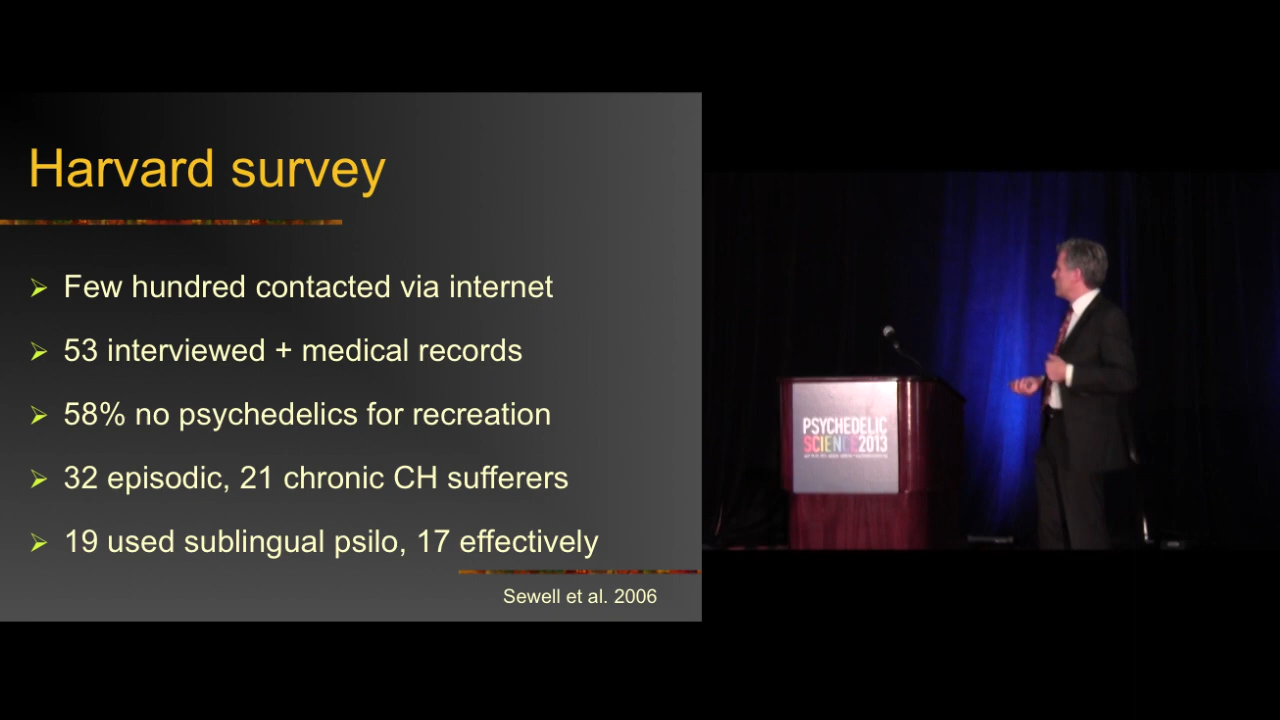 Harvard survey
Few hundred contacted via internet
53 interviewed + medical records
58% no psychedelics for recreation
32 episodic, 21 chronic CH sufferers
19 used sublingual psilo, 17 effectively
Sewell et al. 2006
PSYCHEDELIC
SCIENCE2013